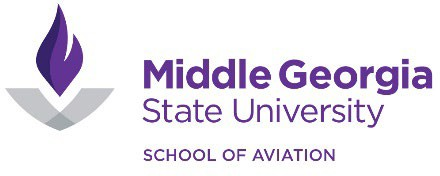 Middle Georgia
State University
SCHOOL OF AVIATION